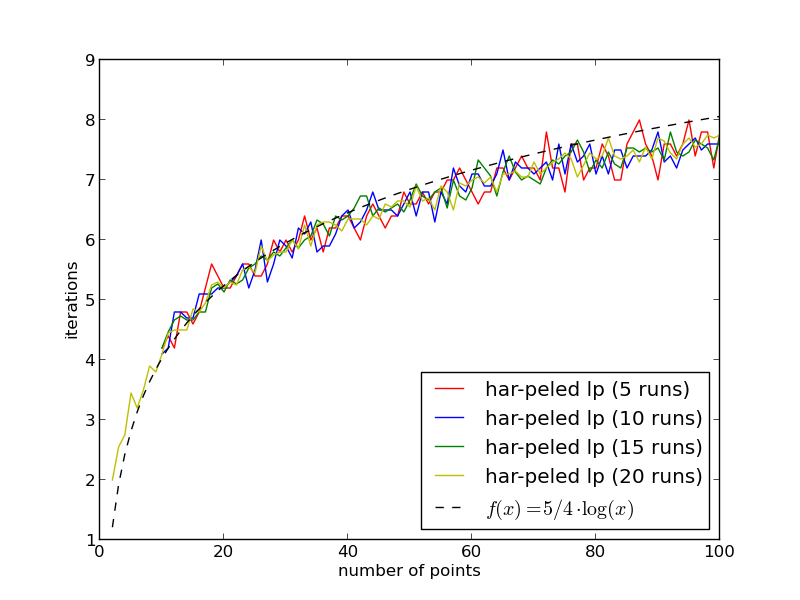 9
8
7
6
5
4
3
2
1
iterations
0 20 40 60 80 100
number of points
har-peled lp (5 runs)
har-peled lp (10 runs)
har-peled lp (15 runs)
har-peled lp (20 runs)
f(x) = 5/4 · log(x)